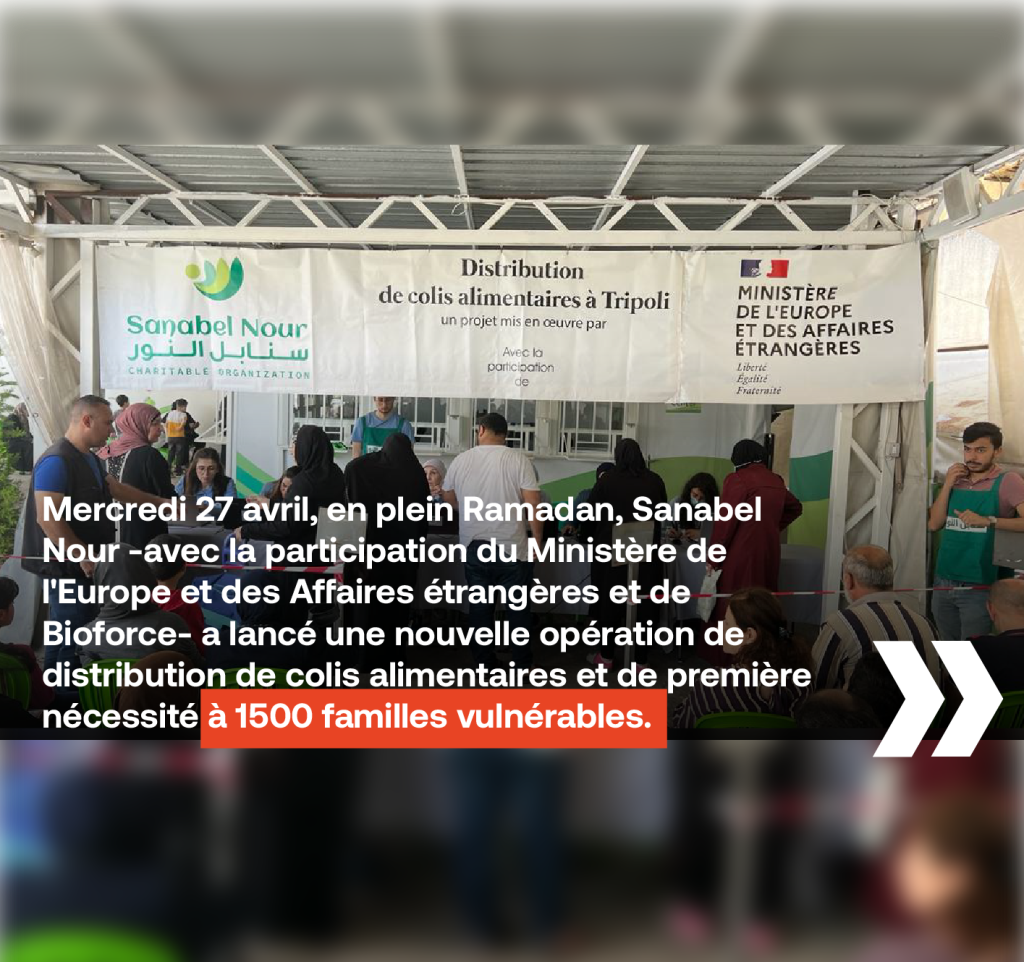 Distribution
de colis alimentaires à Tripoli
un projet mis en œuvre par
Avec la
participation
de
Sanabel Nour
سنابل النور
CHARITABLE ORGANIZATION
MINISTÈRE
DE L'EUROPE
ET DES AFFAIRES
ÉTRANGÈRES
Liberté
Égalité
Fraternité
Mercredi 27 avril, en plein Ramadan, Sanabel
Nour -avec la participation du Ministère de
l'Europe et des Affaires étrangères et de
Bioforce- a lancé une nouvelle opération de
distribution de colis alimentaires et de première
nécessité à 1500 familles vulnérables.